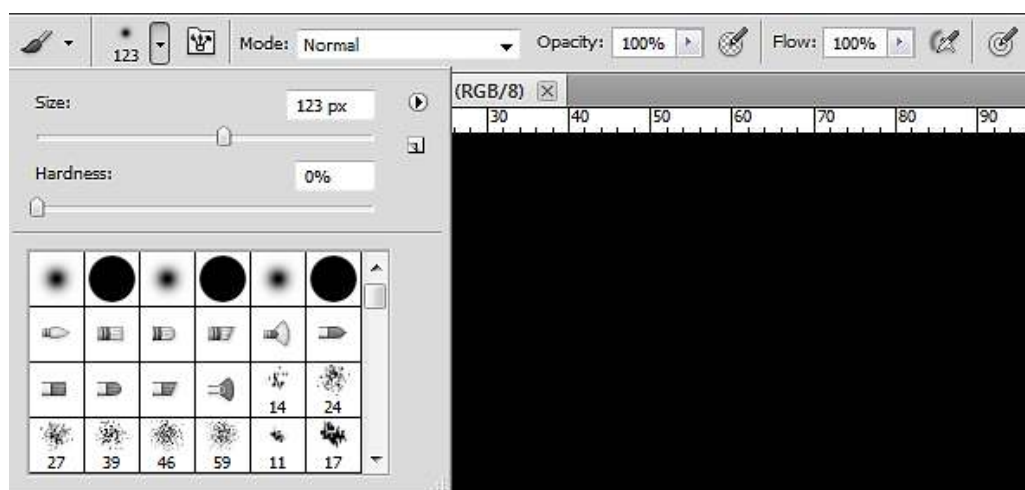 123 Mode: Normal Opacity: 100% Flow: 100%
(RGB/8)
30 40 50 60 70 80 90
Size: 123 px
Hardness: 0%
14 24
27 39 46 59 11 17